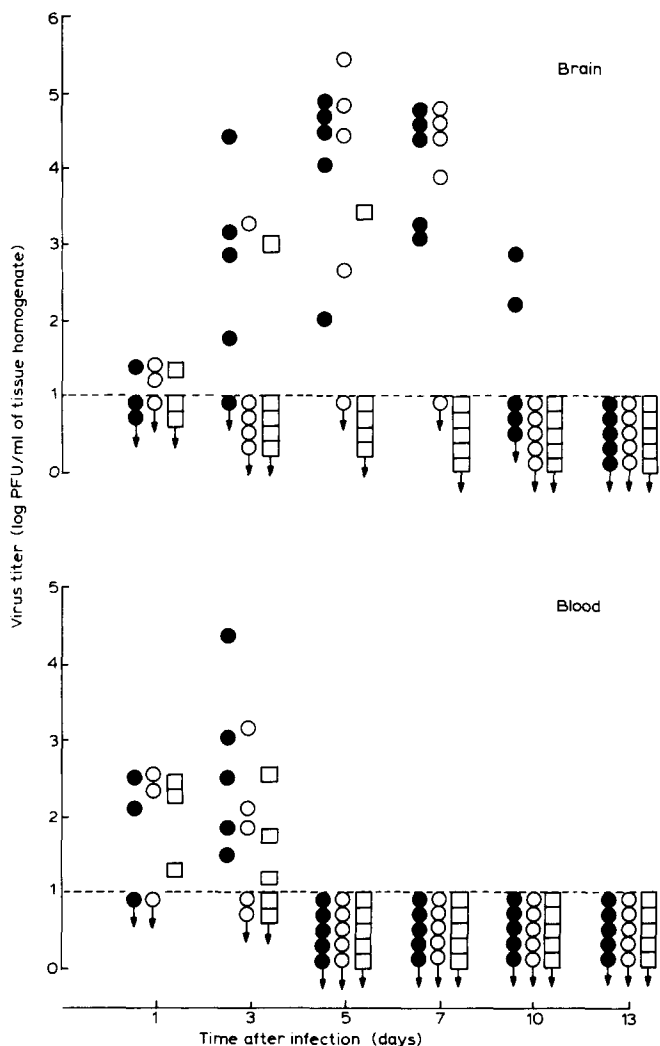 6
Brain
5
4
3
2
1
0
Virus titer (log PFU/ml of tissue homogenate)
5
Blood
4
3
2
1
0
1 3 5 7 10 13
Time after infection (days)